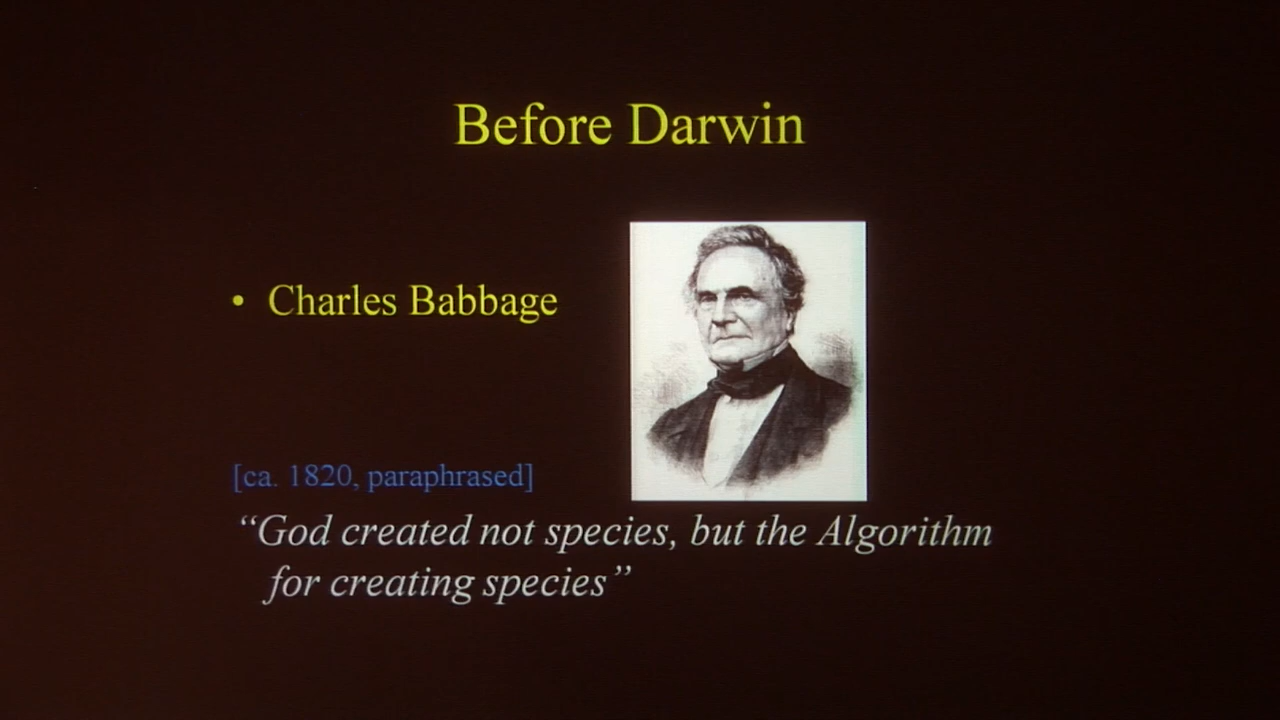 Before Darwin
• Charles Babbage
[ca. 1820, paraphrased]
“God created not species, but the Algorithm
for creating species”